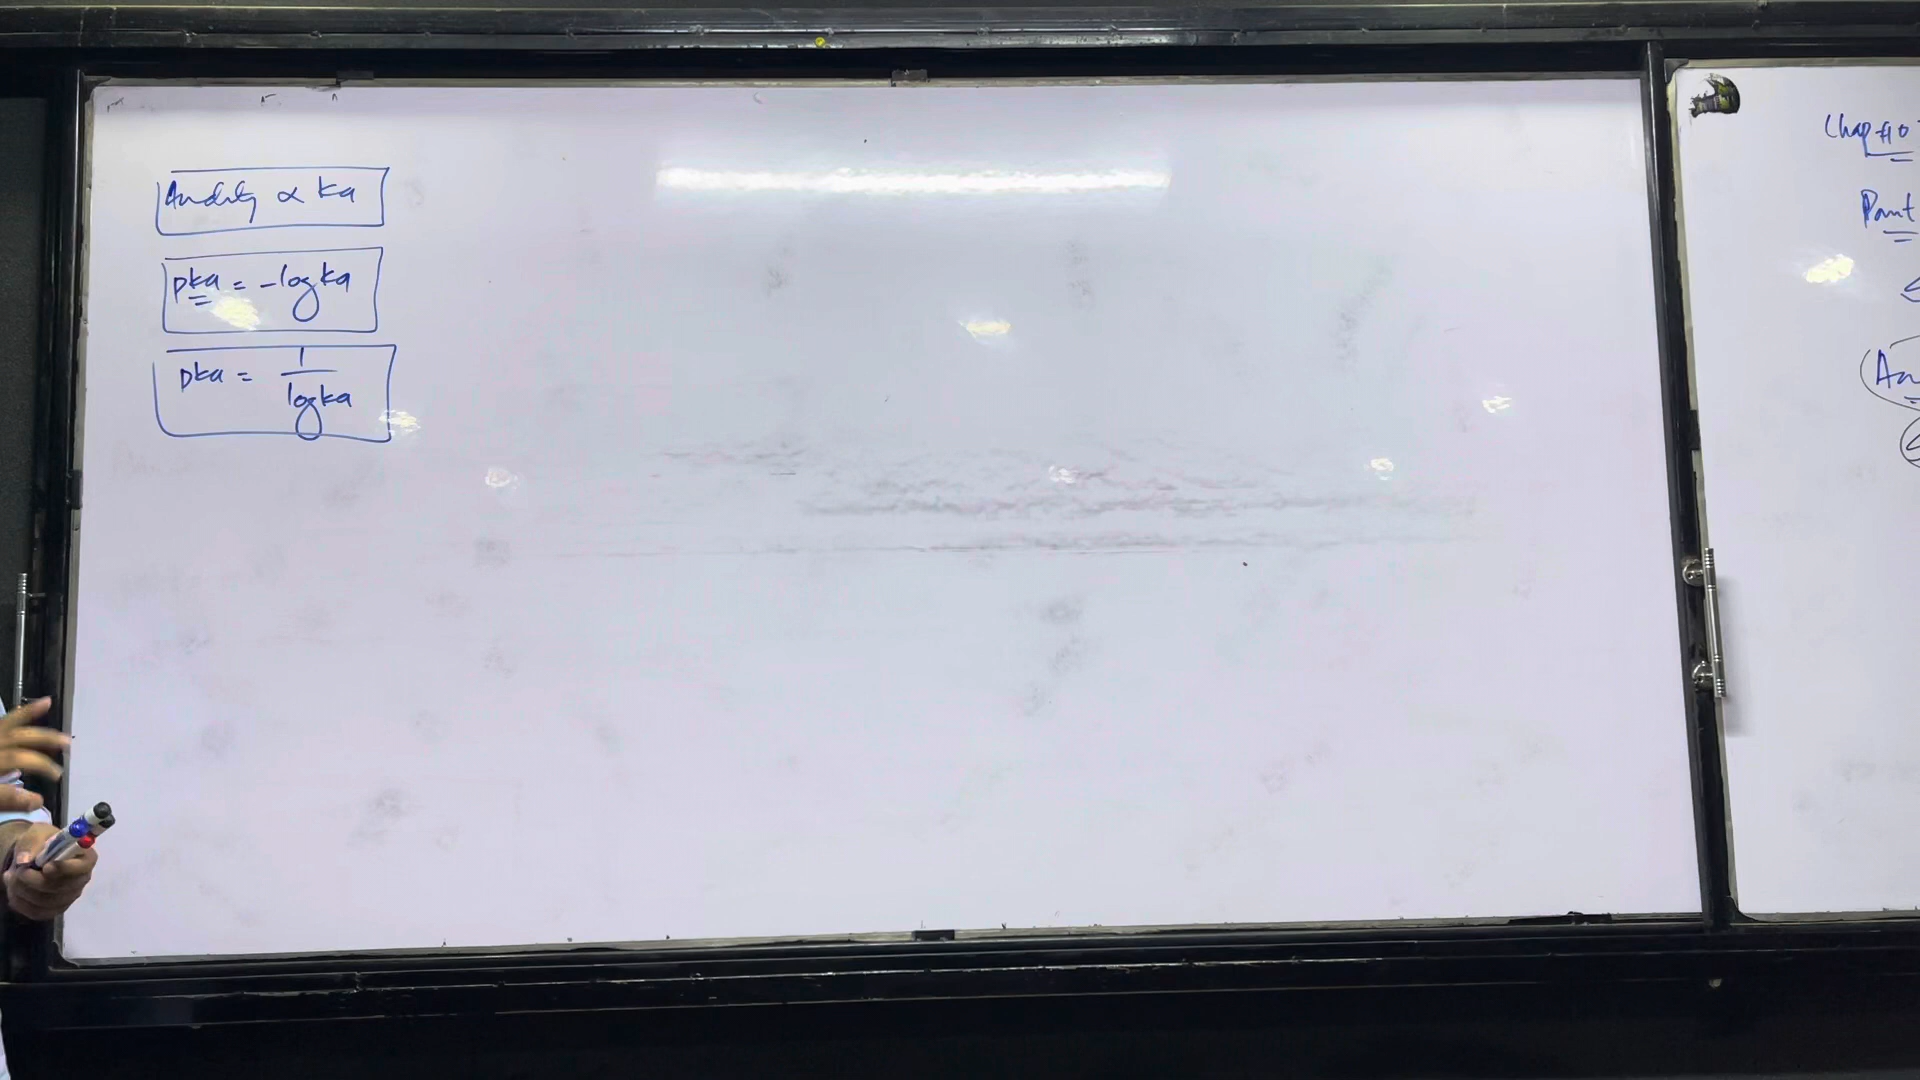 Acidity ∝ ka
pka = -log ka
pka = 1/log ka
Chap #10
Part